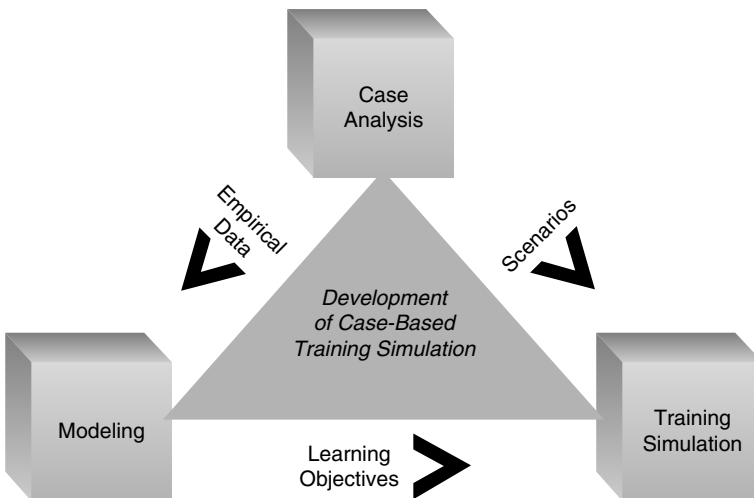 Case
Analysis
Empirical
Data
Scenarios
Development
of Case-Based
Training Simulation
Modeling
Training
Simulation
Learning
Objectives